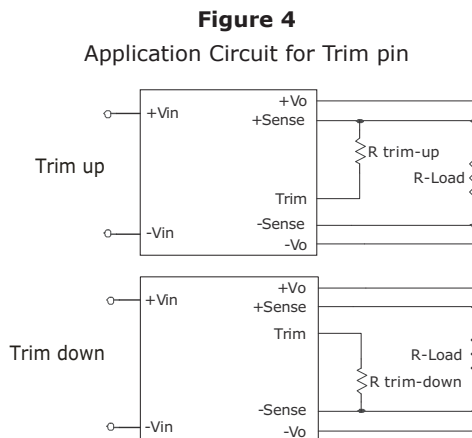 Figure 4
Application Circuit for Trim pin
+Vo
+Vin
+Sense
R trim-up
Trim up
R-Load
Trim
-Sense
-Vin
-Vo
+Vo
+Vin
+Sense
Trim
Trim down
R-Load
R trim-down
-Sense
-Vin
-Vo